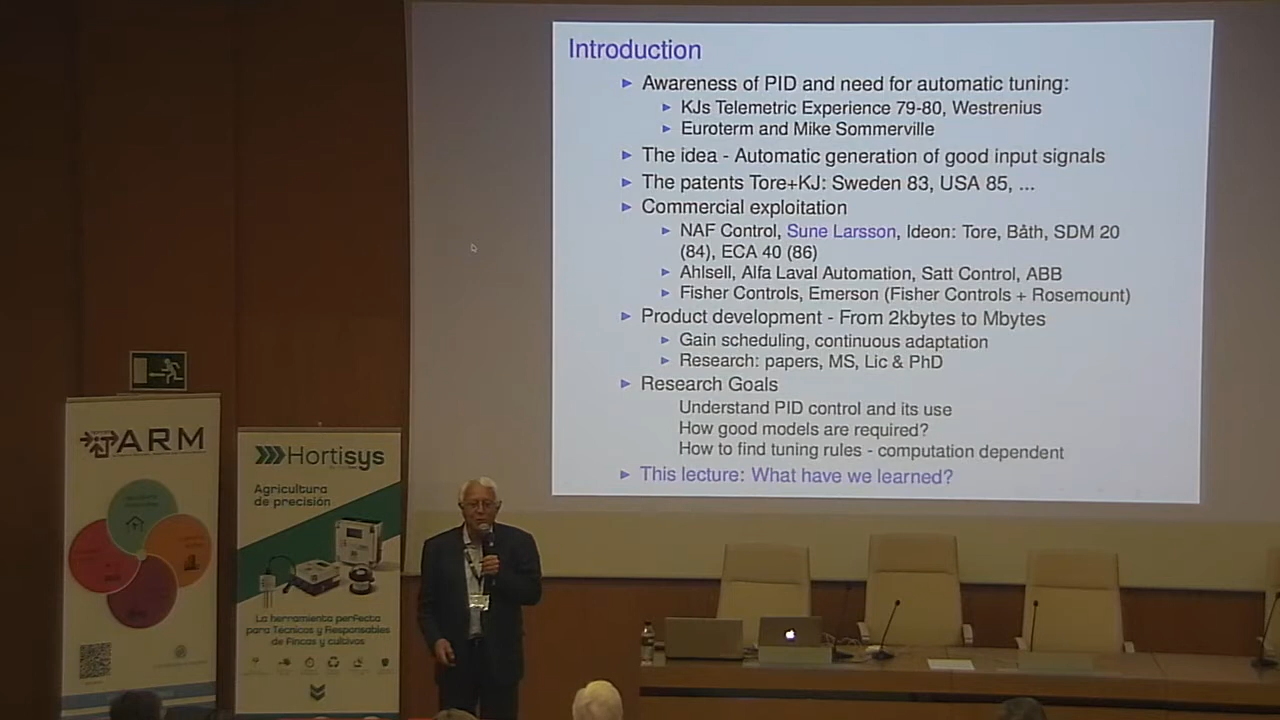 Introduction
Awareness of PID and need for automatic tuning:
KJs Telemetric Experience 79-80, Westrenius
Euroterm and Mike Sommerville
The idea - Automatic generation of good input signals
The patents Tore+KJ: Sweden 83, USA 85, ...
Commercial exploitation
NAF Control, Sune Larsson, Ideon: Tore, Båth, SDM 20
(84), ECA 40 (86)
Ahlsell, Alfa Laval Automation, Satt Control, ABB
Fisher Controls, Emerson (Fisher Controls + Rosemount)
Product development - From 2kbytes to Mbytes
Gain scheduling, continuous adaptation
Research: papers, MS, Lic & PhD
Research Goals
Understand PID control and its use
How good models are required?
How to find tuning rules - computation dependent
This lecture: What have we learned?
ARM
Hortisys
Agricultura
de precisión
La herramienta perfecta
para Técnicos y Responsables
de Fincas y cultivos